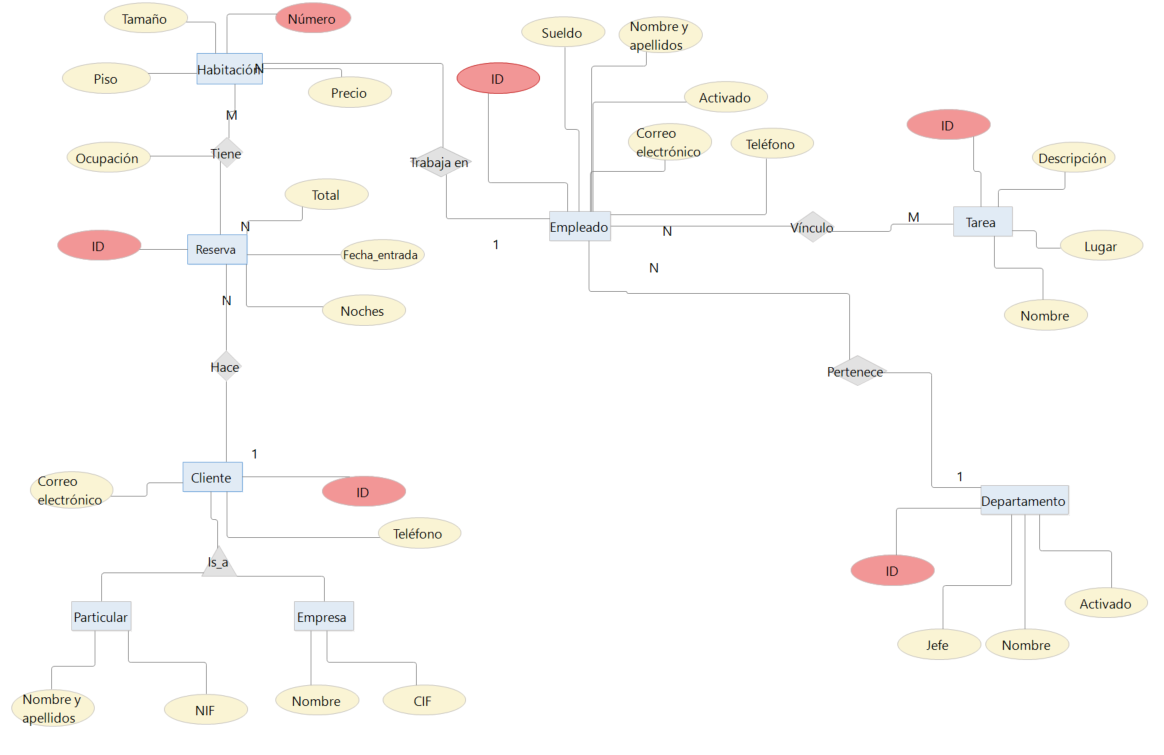 Tamaño
Número
Habitación
N
Piso
Precio
M
Tiene
Ocupación
Trabaja en
Total
N
ID
Reserva
Fecha_entrada
Noches
N
Hace
1
Cliente
Correo
electrónico
ID
Teléfono
Is_a
Particular
Empresa
Nombre y
apellidos
NIF
Nombre
CIF
Sueldo
Nombre y
apellidos
ID
Activado
Correo
electrónico
Teléfono
Empleado
1
N
N
Vínculo
M
Tarea
ID
Descripción
Lugar
Nombre
Pertenece
1
Departamento
ID
Jefe
Nombre
Activado